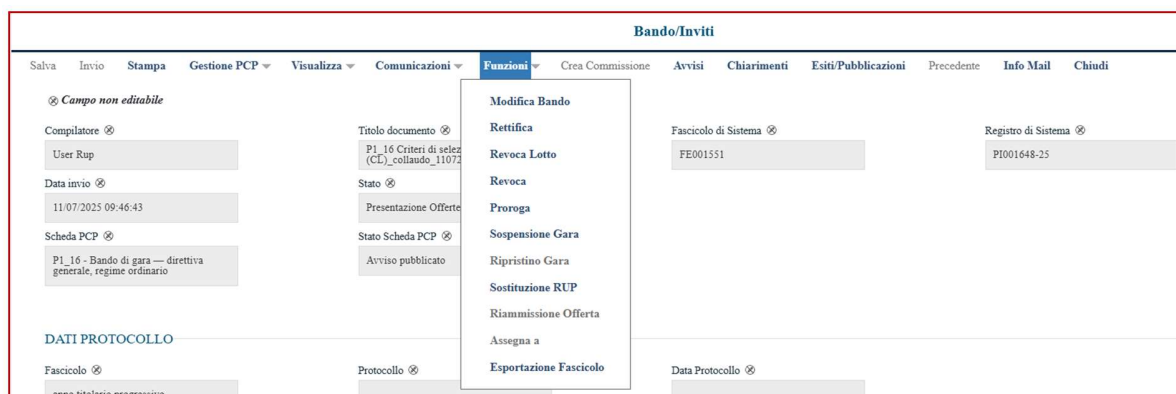 Bando/Inviti
Salva Invio Stampa Gestione PCP Visualizza Comunicazioni Funzioni Crea Commissione Avvisi Chiarimenti Esiti/Pubblicazioni Precedente Info Mail Chiudi
Modifica Bando
Rettifica
Revoca Lotto
Revoca
Proroga
Sospensione Gara
Ripristino Gara
Sostituzione RUP
Riammissione Offerta
Assegna a
Esportazione Fascicolo
Campo non editabile
Compilatore
User Rup
Titolo documento
P1_16 Criteri di selez
(CL)_collaudo_11072
Fascicolo di Sistema
FE001551
Registro di Sistema
PI001648-25
Data invio
11/07/2025 09:46:43
Stato
Presentazione Offerte
Scheda PCP
P1_16 - Bando di gara — direttiva
generale, regime ordinario
Stato Scheda PCP
Avviso pubblicato
DATI PROTOCOLLO
Fascicolo
Protocollo
Data Protocollo